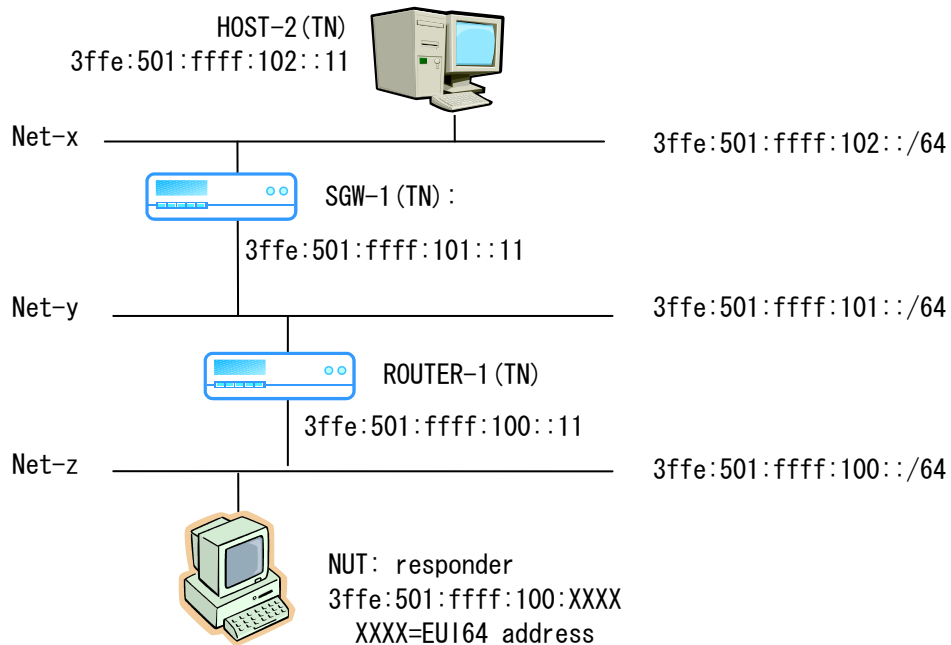 HOST-2(TN)
3ffe:501:ffff:102::11
Net-x
3ffe:501:ffff:102::/64
SGW-1(TN):
3ffe:501:ffff:101::11
Net-y
3ffe:501:ffff:101::/64
ROUTER-1(TN)
3ffe:501:ffff:100::11
Net-z
3ffe:501:ffff:100::/64
NUT: responder
3ffe:501:ffff:100:XXXX
XXXX=EUI64 address